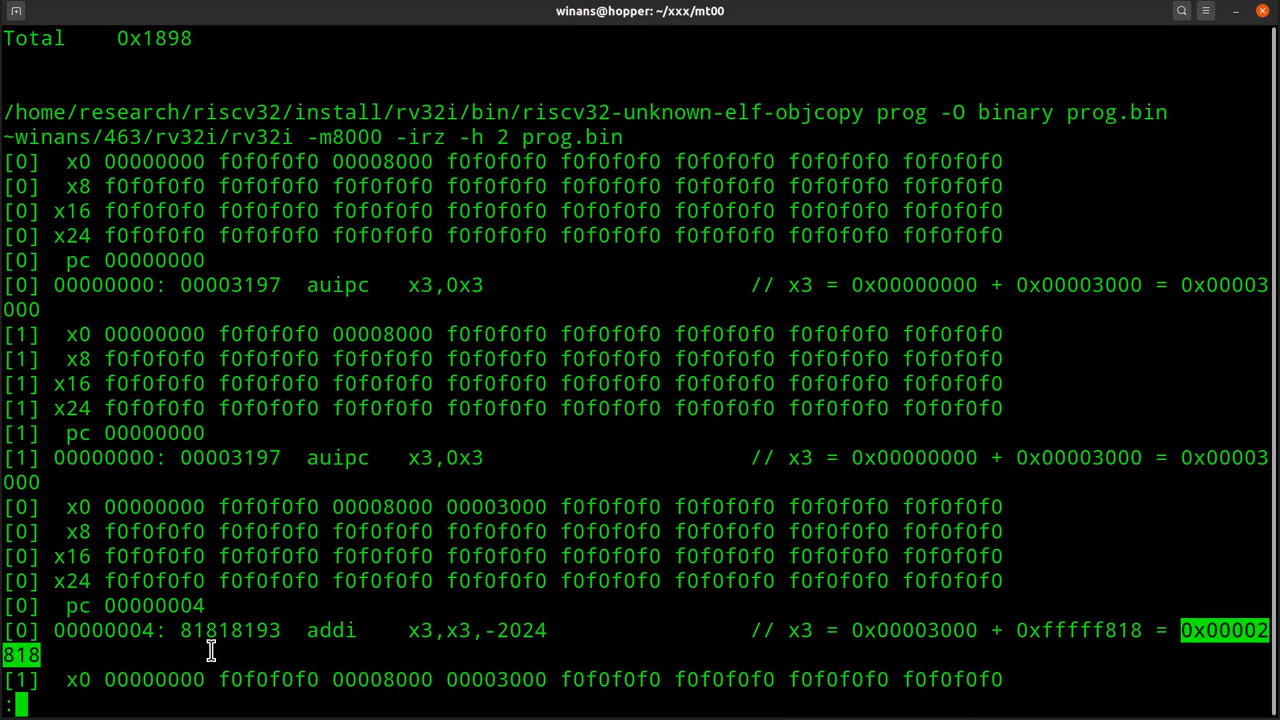 winans@hopper: ~/xxx/mt00
Total    0x1898
/home/research/riscv32/install/rv32i/bin/riscv32-unknown-elf-objcopy prog -O binary prog.bin
~winans/463/rv32i/rv32i -m8000 -irz -h 2 prog.bin
[0]  x0 00000000 f0f0f0f0 00008000 f0f0f0f0 f0f0f0f0 f0f0f0f0 f0f0f0f0 f0f0f0f0
[0]  x8 f0f0f0f0 f0f0f0f0 f0f0f0f0 f0f0f0f0 f0f0f0f0 f0f0f0f0 f0f0f0f0 f0f0f0f0
[0] x16 f0f0f0f0 f0f0f0f0 f0f0f0f0 f0f0f0f0 f0f0f0f0 f0f0f0f0 f0f0f0f0 f0f0f0f0
[0] x24 f0f0f0f0 f0f0f0f0 f0f0f0f0 f0f0f0f0 f0f0f0f0 f0f0f0f0 f0f0f0f0 f0f0f0f0
[0]  pc 00000000
[0] 00000000: 00003197  auipc   x3,0x3                     // x3 = 0x00000000 + 0x00003000 = 0x00003
000
[1]  x0 00000000 f0f0f0f0 00008000 f0f0f0f0 f0f0f0f0 f0f0f0f0 f0f0f0f0 f0f0f0f0
[1]  x8 f0f0f0f0 f0f0f0f0 f0f0f0f0 f0f0f0f0 f0f0f0f0 f0f0f0f0 f0f0f0f0 f0f0f0f0
[1] x16 f0f0f0f0 f0f0f0f0 f0f0f0f0 f0f0f0f0 f0f0f0f0 f0f0f0f0 f0f0f0f0 f0f0f0f0
[1] x24 f0f0f0f0 f0f0f0f0 f0f0f0f0 f0f0f0f0 f0f0f0f0 f0f0f0f0 f0f0f0f0 f0f0f0f0
[1]  pc 00000000
[1] 00000000: 00003197  auipc   x3,0x3                     // x3 = 0x00000000 + 0x00003000 = 0x00003
000
[0]  x0 00000000 f0f0f0f0 00008000 00003000 f0f0f0f0 f0f0f0f0 f0f0f0f0 f0f0f0f0
[0]  x8 f0f0f0f0 f0f0f0f0 f0f0f0f0 f0f0f0f0 f0f0f0f0 f0f0f0f0 f0f0f0f0 f0f0f0f0
[0] x16 f0f0f0f0 f0f0f0f0 f0f0f0f0 f0f0f0f0 f0f0f0f0 f0f0f0f0 f0f0f0f0 f0f0f0f0
[0] x24 f0f0f0f0 f0f0f0f0 f0f0f0f0 f0f0f0f0 f0f0f0f0 f0f0f0f0 f0f0f0f0 f0f0f0f0
[0]  pc 00000004
[0] 00000004: 81818193  addi    x3,x3,-2024                // x3 = 0x00003000 + 0xfffff818 = 0x00002
818
[1]  x0 00000000 f0f0f0f0 00008000 00003000 f0f0f0f0 f0f0f0f0 f0f0f0f0 f0f0f0f0
: